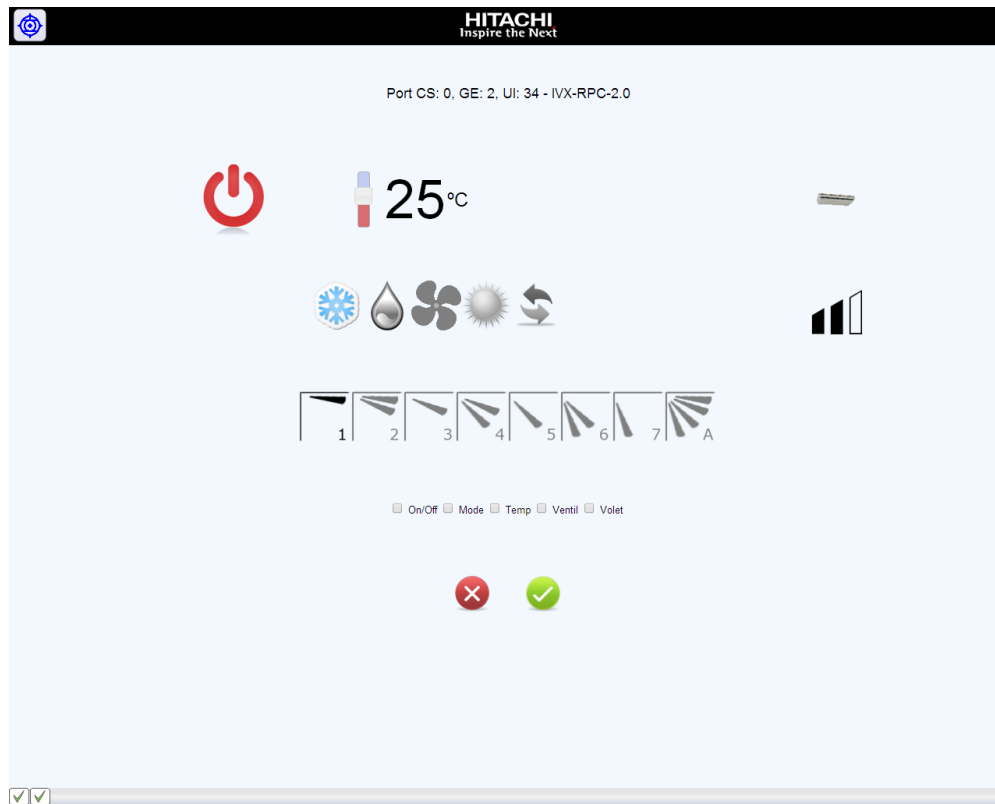 HITACHI
Inspire the Next
Port CS: 0, GE: 2, UI: 34 - IVX-RPC-2.0
25°C
1 2 3 4 5 6 7 A
On/Off Mode Temp Ventil Volet